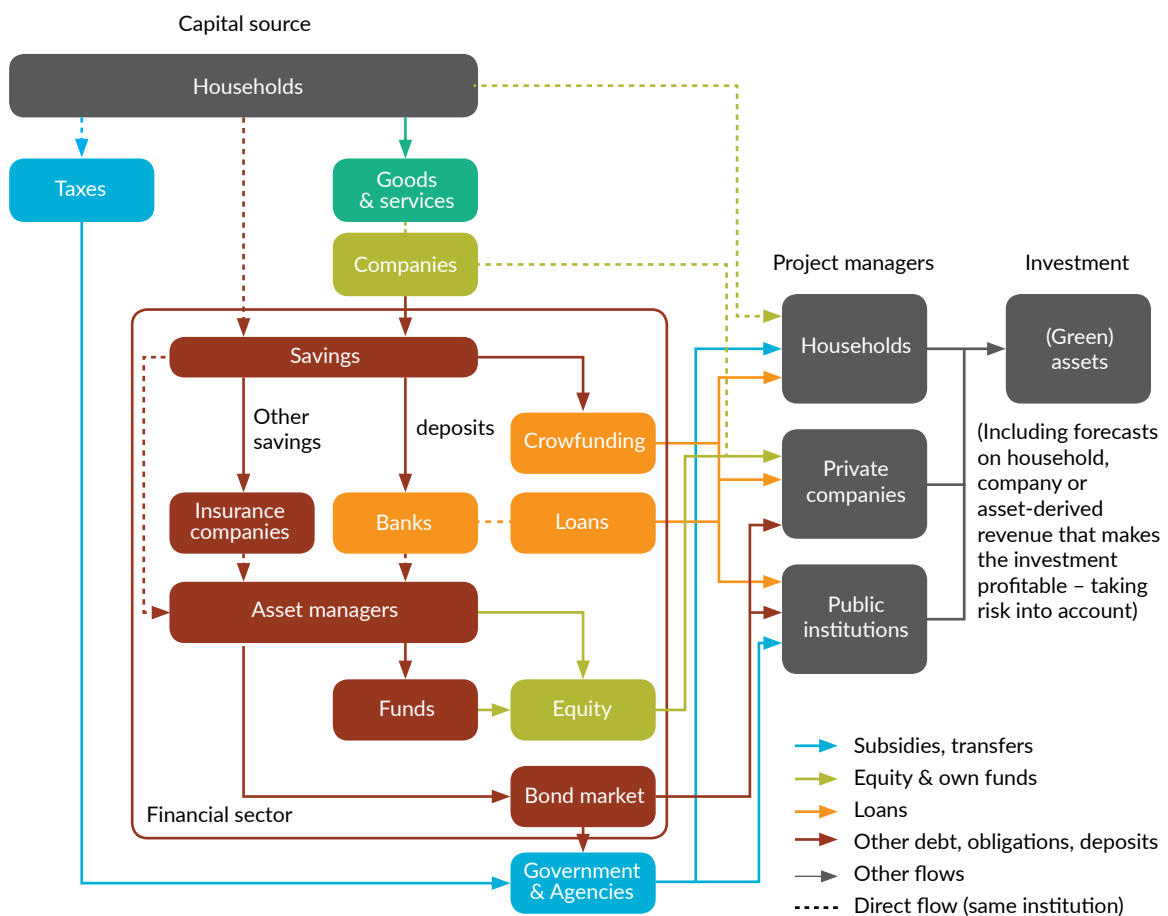 Capital source
Households
Taxes
Goods
& services
Companies
Project managers
Investment
Households
(Green)
assets
Savings
Other
savings
deposits
Crowfunding
(Including forecasts
on household,
company or
asset-derived
revenue that makes
the investment
profitable – taking
risk into account)
Private
companies
Insurance
companies
Banks
Loans
Asset managers
Public
institutions
Funds
Equity
Bond market
Financial sector
Government
& Agencies
Subsidies, transfers
Equity & own funds
Loans
Other debt, obligations, deposits
Other flows
Direct flow (same institution)